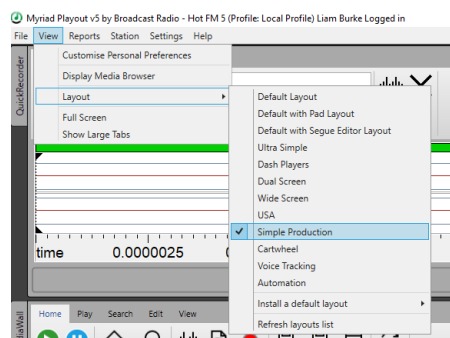 Myriad Playout v5 by Broadcast Radio - Hot FM 5 (Profile: Local Profile) Liam Burke Logged in
File View Reports Station Settings Help
QuickRecorder
Customise Personal Preferences
Display Media Browser
Layout
Full Screen
Show Large Tabs
Default Layout
Default with Pad Layout
Default with Segue Editor Layout
Ultra Simple
Dash Players
Dual Screen
Wide Screen
USA
Simple Production
Cartwheel
Voice Tracking
Automation
Install a default layout
Refresh layouts list
time 0.0000025
Home Play Search Edit View